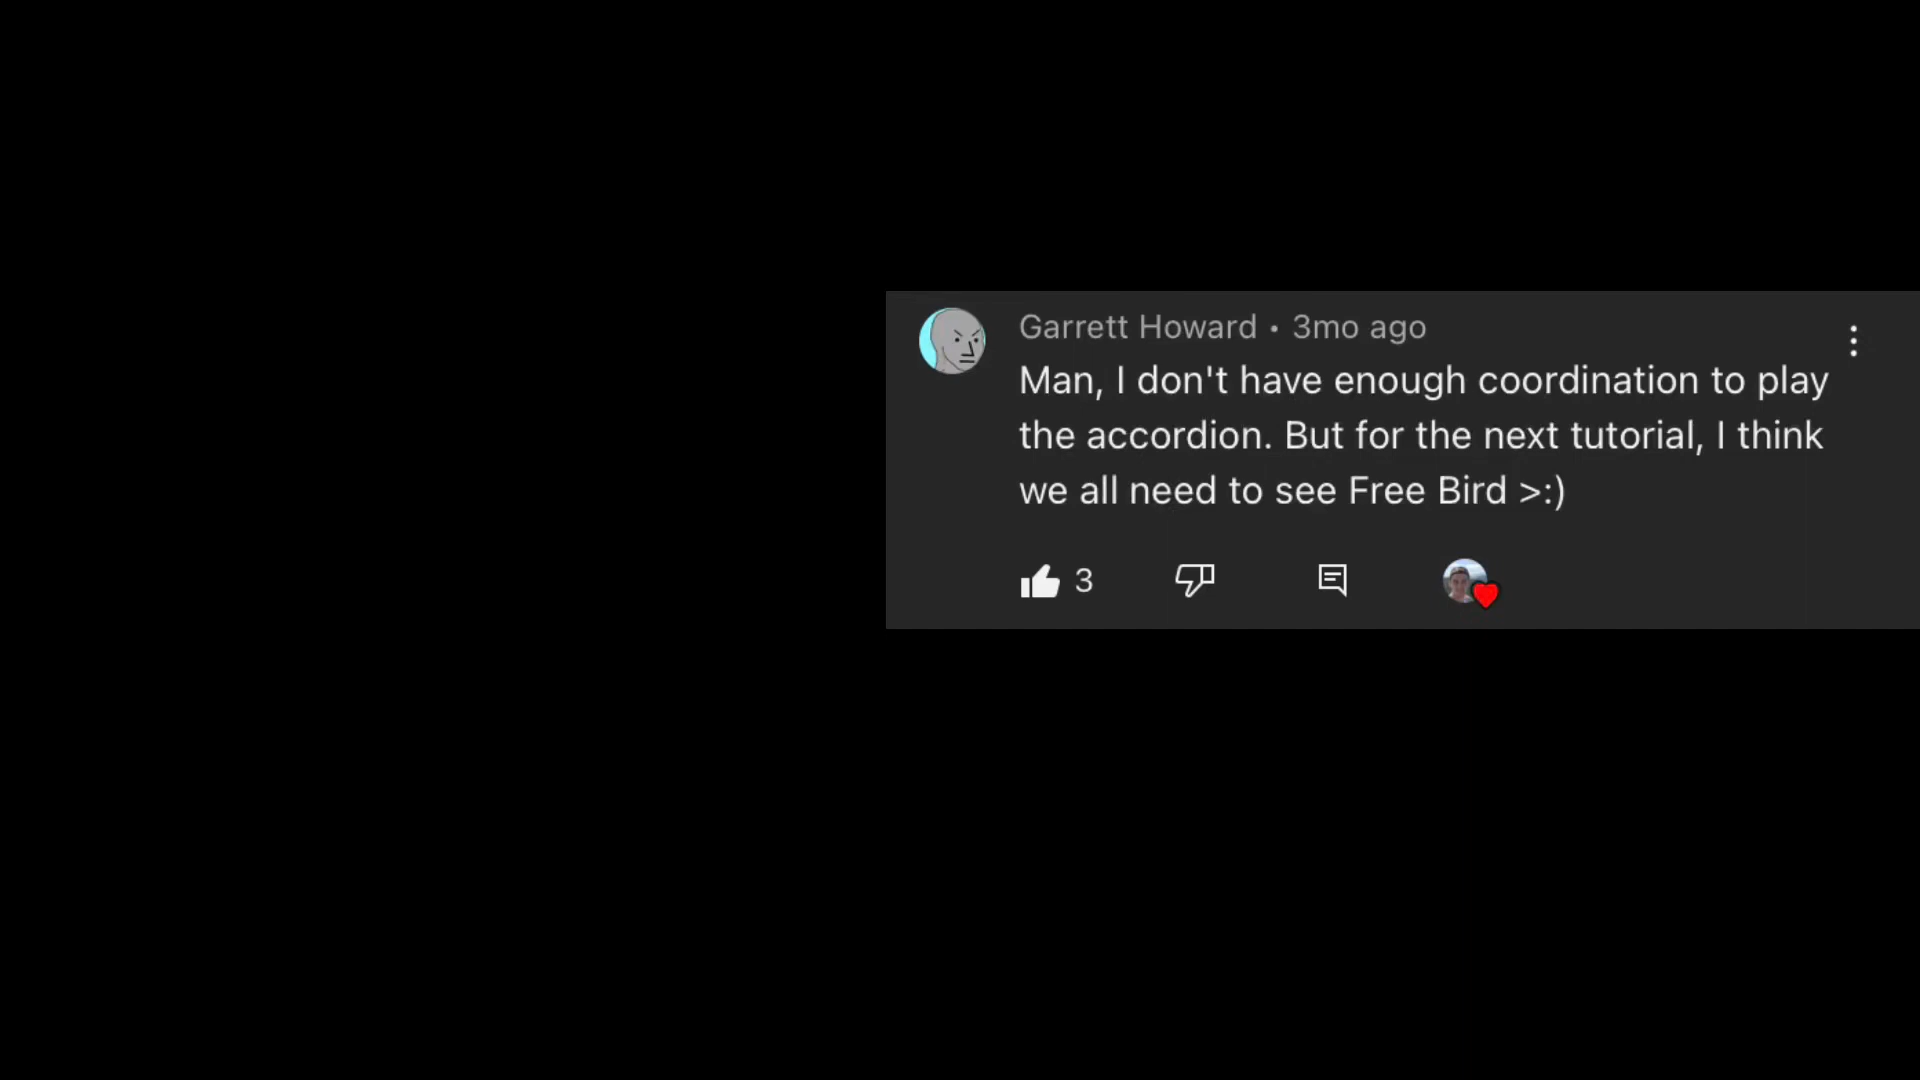 Garrett Howard • 3mo ago
Man, I don't have enough coordination to play
the accordion. But for the next tutorial, I think
we all need to see Free Bird >:)
3